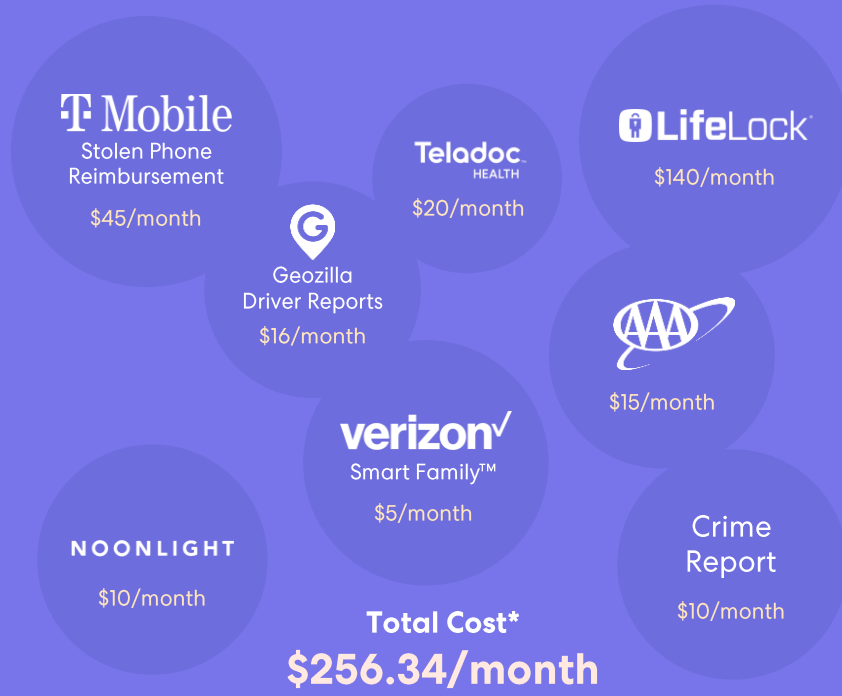 T Mobile
Stolen Phone
Reimbursement
$45/month
Teladoc
HEALTH
$20/month
LifeLock
$140/month
G
Geozilla
Driver Reports
$16/month
AAA
$15/month
verizon✓
Smart Family™
$5/month
NOONLIGHT
$10/month
Crime
Report
$10/month
Total Cost*
$256.34/month